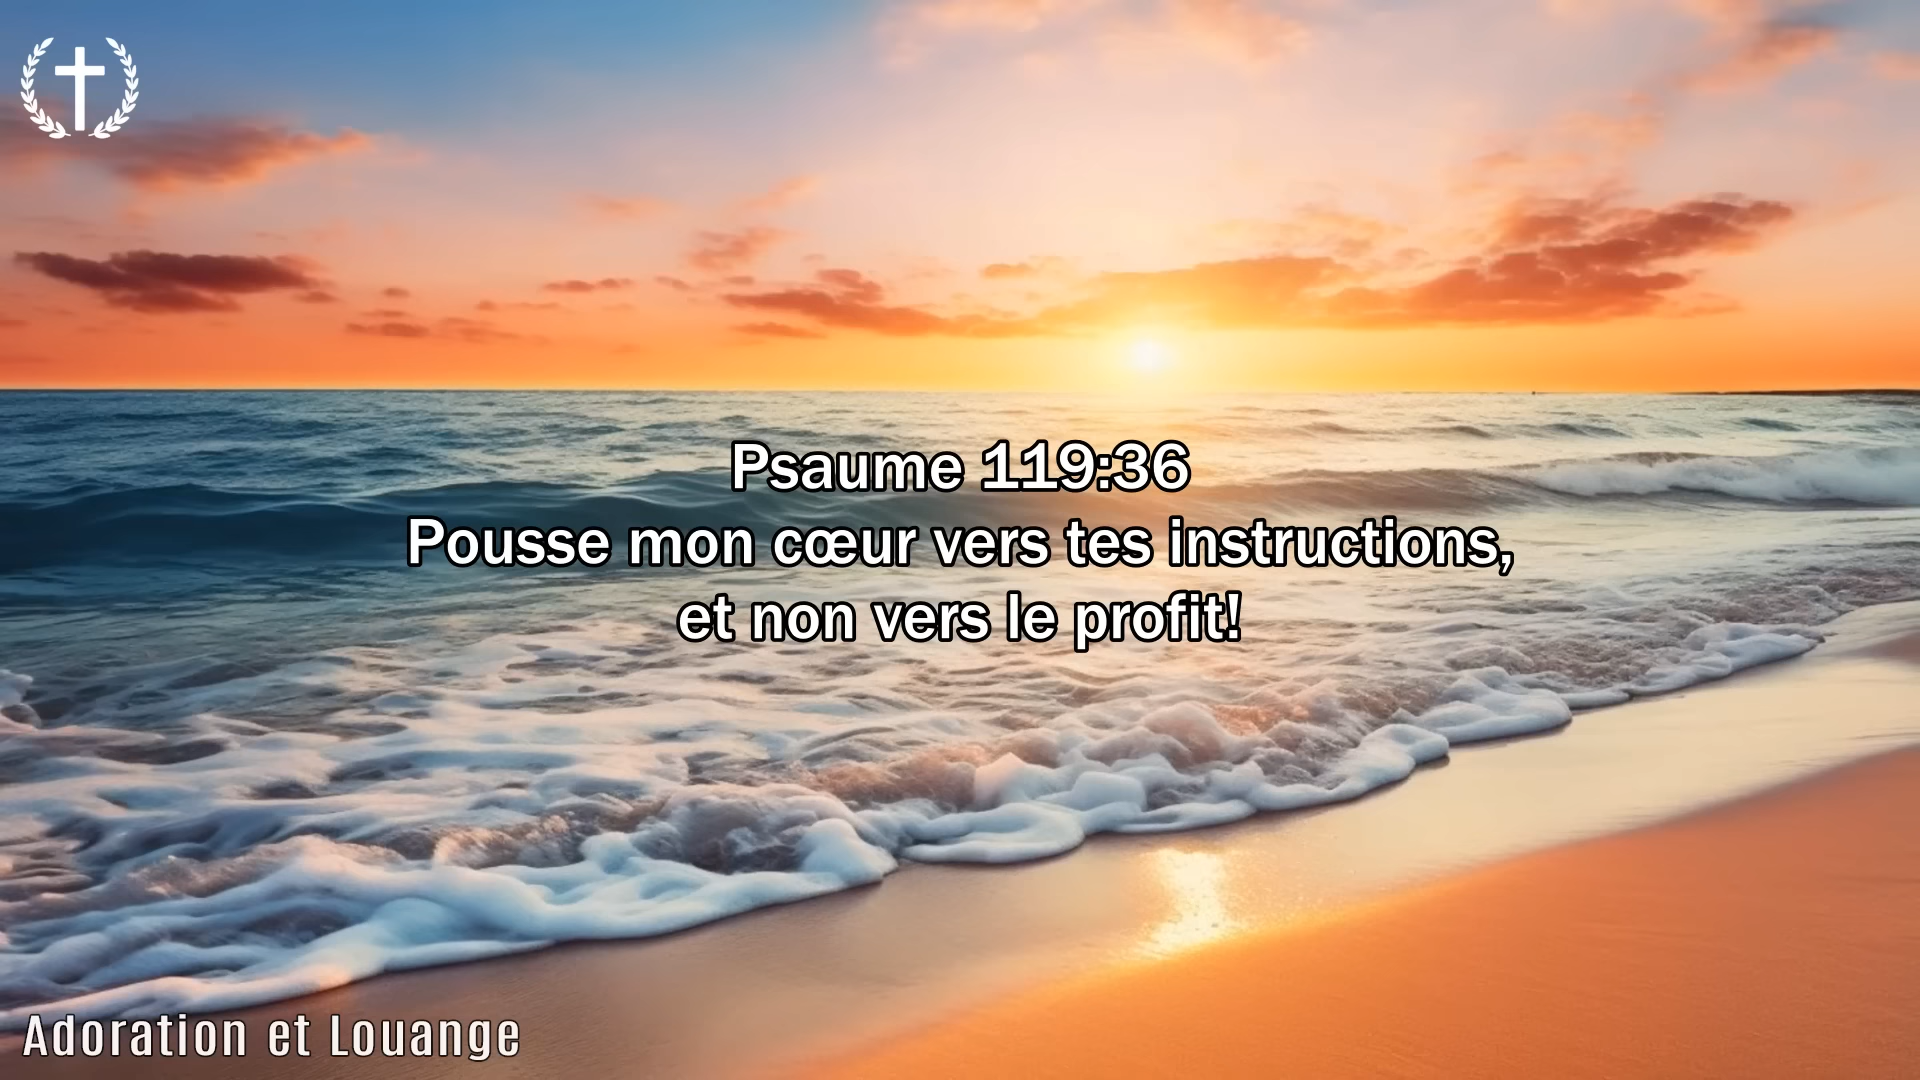 Psaume 119:36
Pousse mon cœur vers tes instructions,
et non vers le profit!
Adoration et Louange